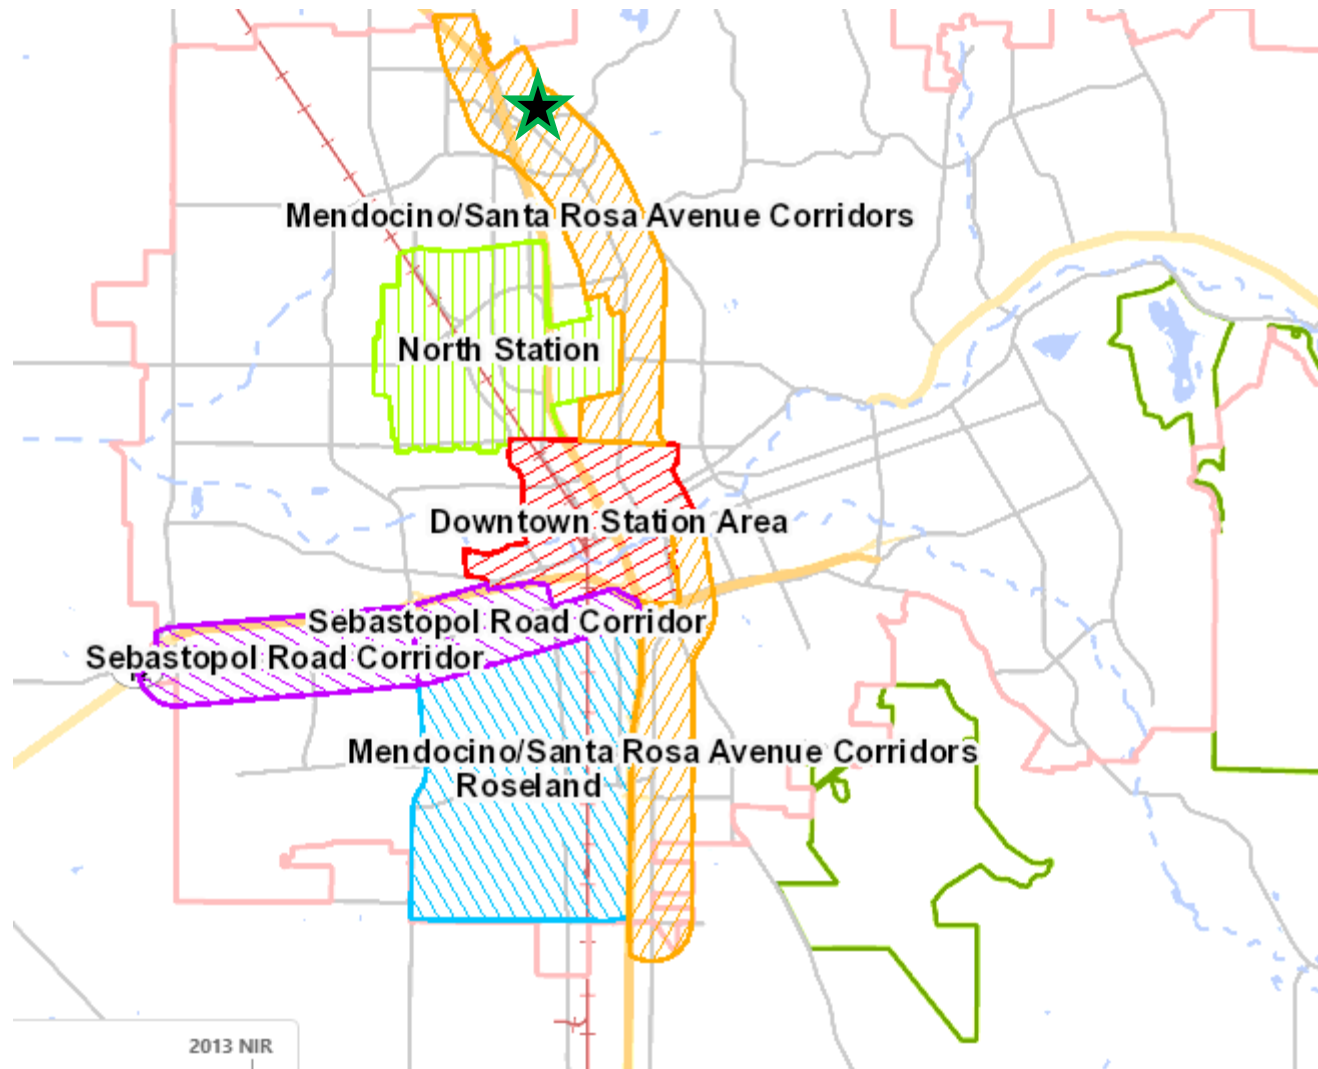 Mendocino/Santa Rosa Avenue Corridors
North Station
Downtown Station Area
Sebastopol Road Corridor
Sebastopol Road Corridor
Mendocino/Santa Rosa Avenue Corridors
Roseland
2013 NIR